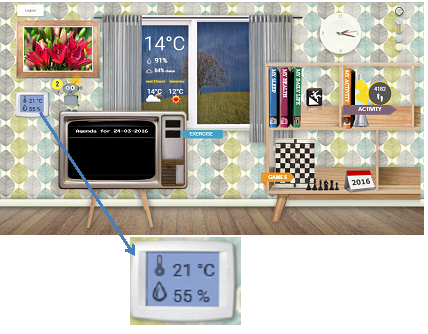 Logout
14°C
91%
64% clouds
14°C 12°C
2
21 °C
55 %
Agenda for 24-03-2016
EXERCISE
MY SLEEP
MY HEALTH
MY DAILY LIFE
MY ACTIVITY
4182
ACTIVITY
GAMES
2016
21 °C
55 %